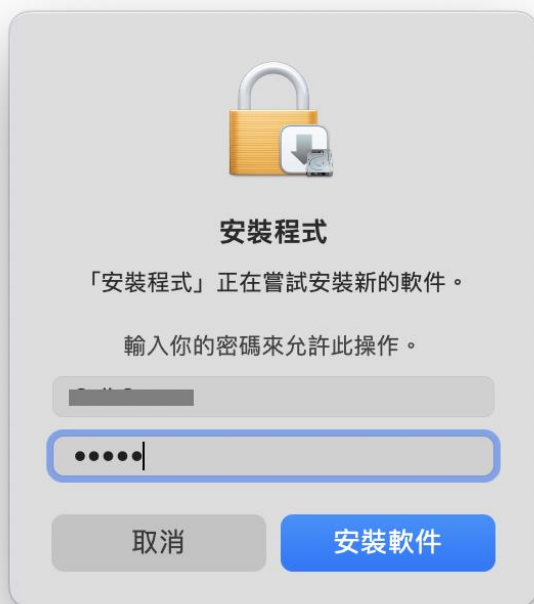 安裝程式
「安裝程式」正在嘗試安裝新的軟件。
輸入你的密碼來允許此操作。
•••••
取消
安裝軟件